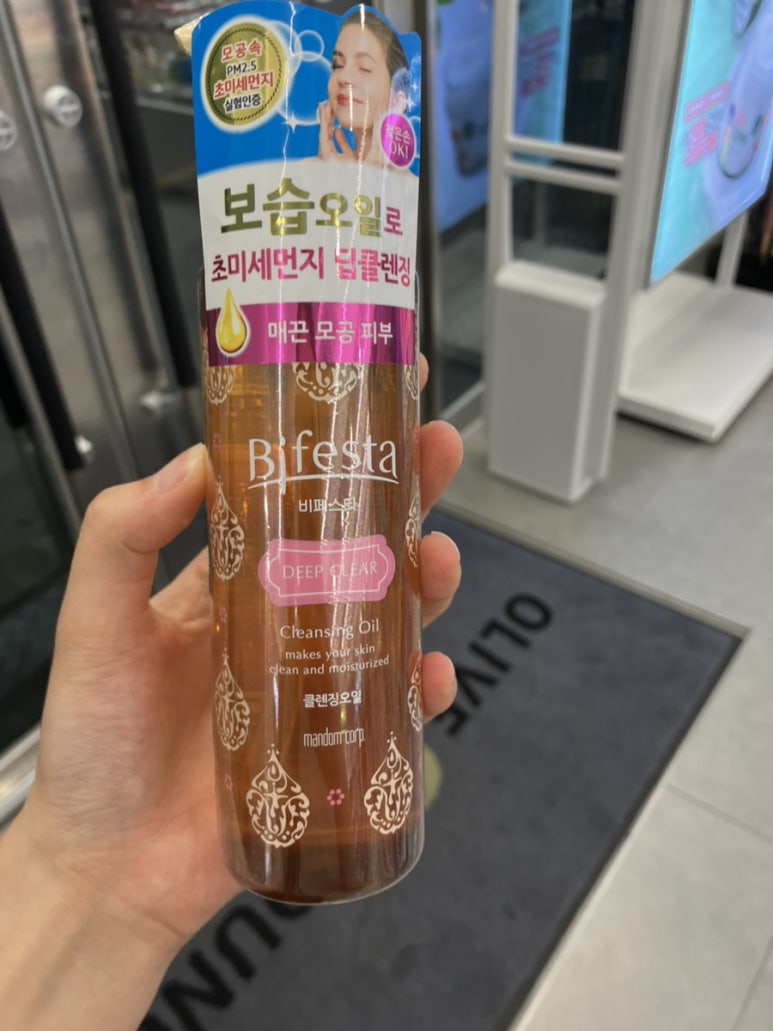 모공 속
PM2.5
초미세먼지
실험인증
젖은손
OK!
보습오일로
초미세먼지 딥클렌징
매끈 모공 피부
Bifesta
비페스타
DEEP CLEAR
Cleansing Oil
makes your skin
clean and moisturized
클렌징오일
mandom corp.
OLIVE
OUN